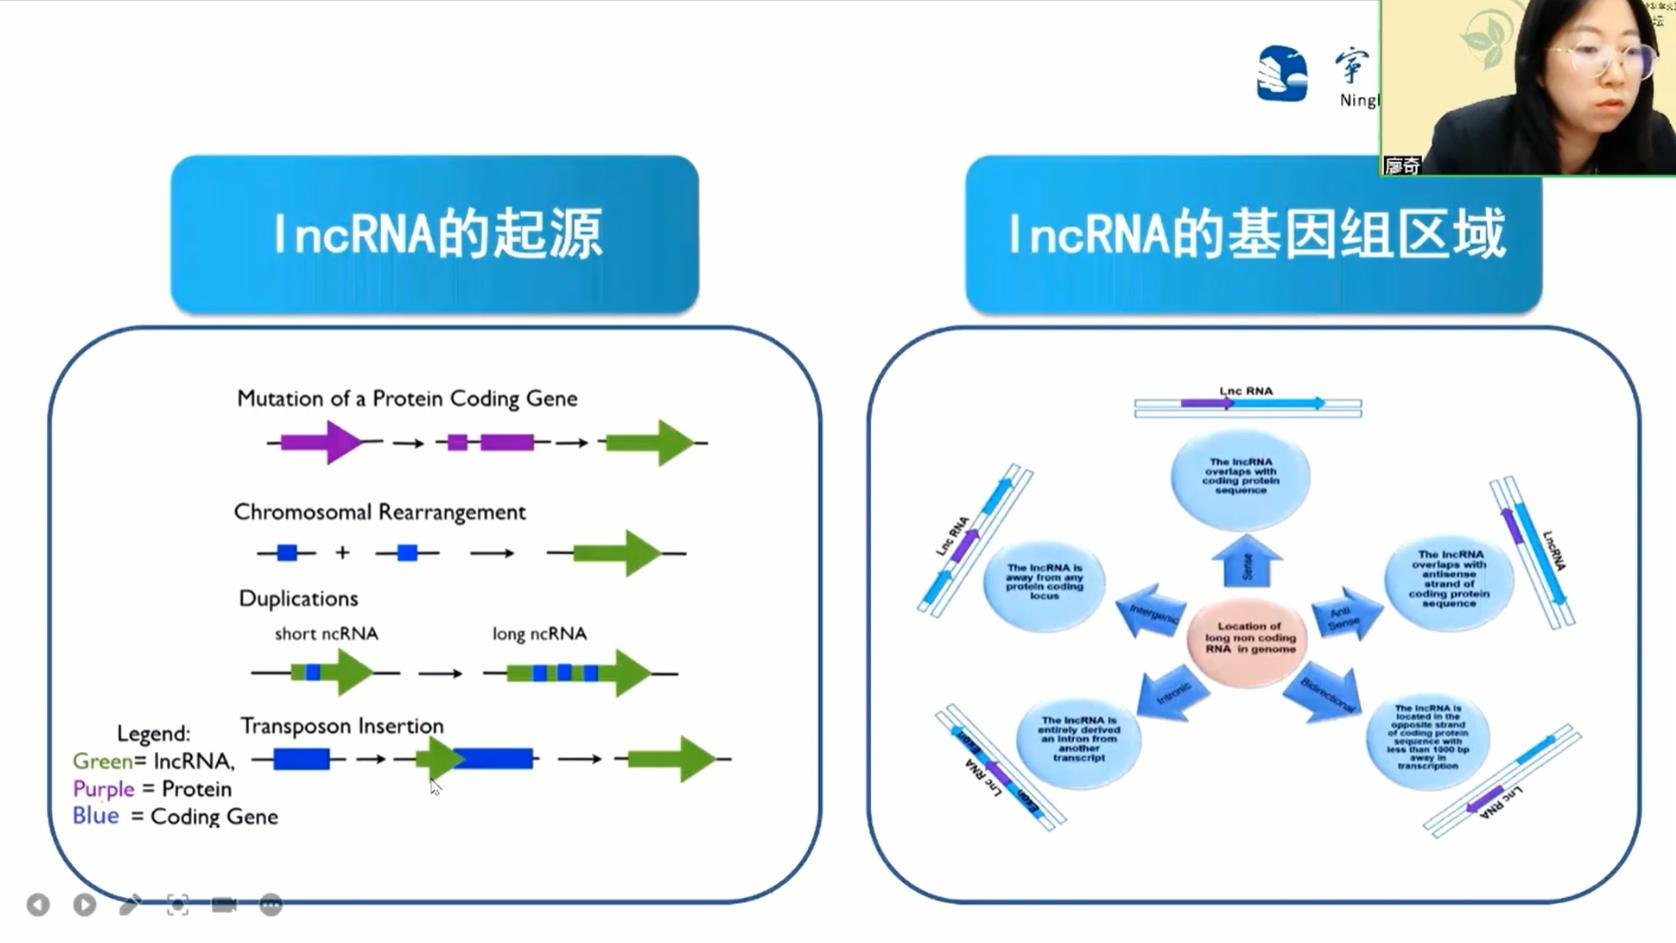 宁
Ningl
坛
廖奇
lncRNA的起源
lncRNA的基因组区域
Mutation of a Protein Coding Gene
Chromosomal Rearrangement
+
Duplications
short ncRNA
long ncRNA
Transposon Insertion
Legend:
Green= lncRNA,
Purple = Protein
Blue = Coding Gene
Lnc RNA
The lncRNA
overlaps with
coding protein
sequence
Sense
Lnc RNA
The lncRNA is
away from any
protein coding
locus
Intergenic
LncRNA
The lncRNA
overlaps with
antisense
strand of
coding protein
sequence
Anti
Sense
Location of
long non coding
RNA in genome
Intronic
The lncRNA is
entirely derived
an intron from
another
transcript
Exon
Lnc RNA
Exon
Bidirectional
The lncRNA is
located in the
opposite strand
of coding protein
sequence with
less than 1000 bp
away in
transcription
Lnc RNA